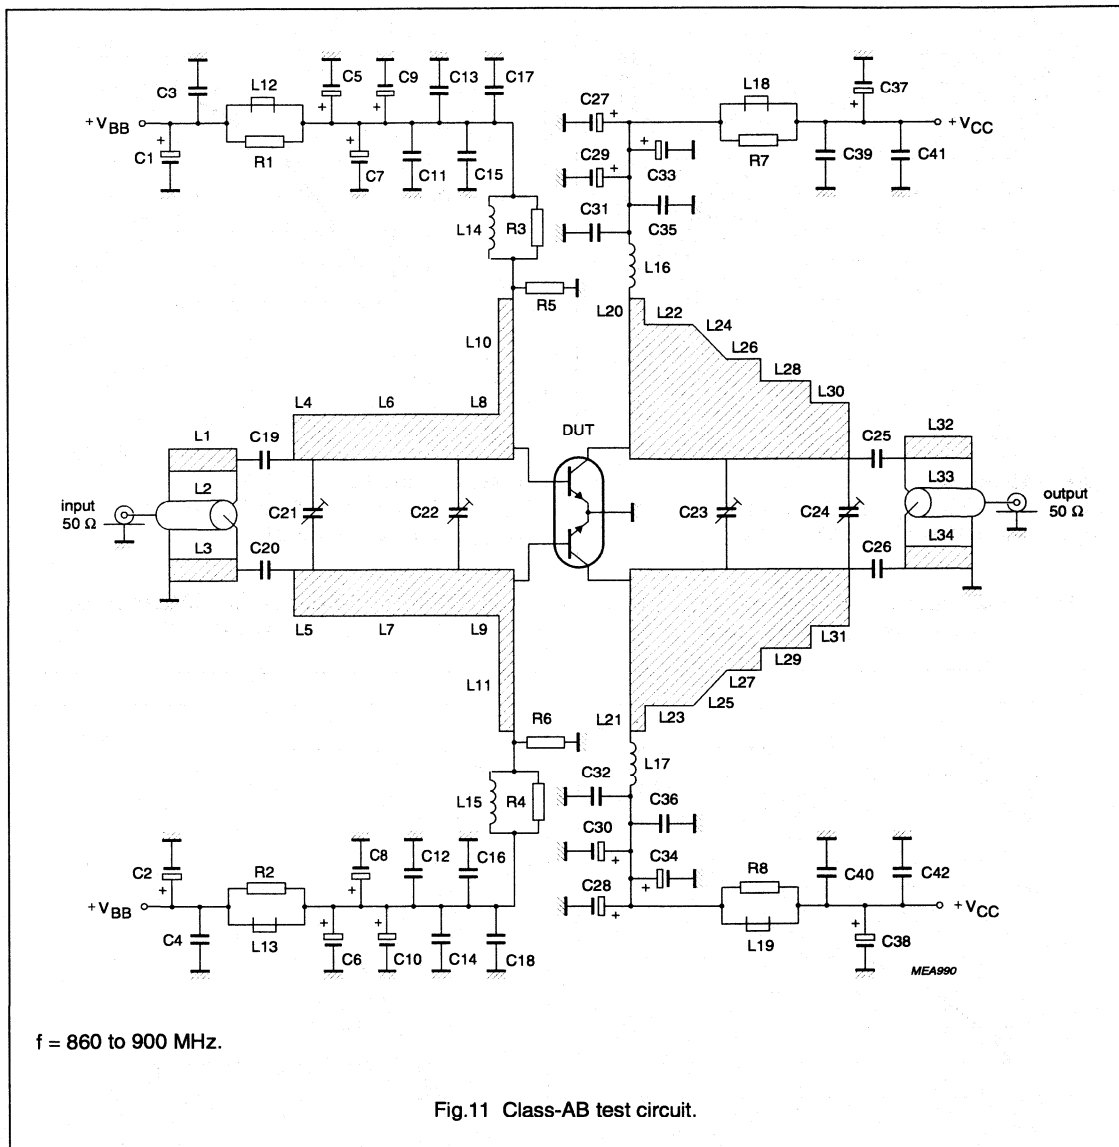 C3
L12
C5
C9
C13
C17
+VBB
+
C1
R1
+
+
+
C7
C11
C15
C27
+
C29
+
C31
+
C33
C35
L18
R7
C37
+
+VCC
C39
C41
L14
R3
L16
R5
L20
L22
L24
L26
L28
L30
L10
L4
L6
L8
DUT
L1
C19
C25
L32
L2
input
50 Ω
C21
C22
C23
C24
L33
output
50 Ω
L3
C20
C26
L34
L5
L7
L9
L11
L31
L29
L27
L25
L23
L21
R6
L17
L15
R4
C32
C36
C30
+
C34
+
C28
+
C2
+
R2
C8
+
C12
C16
R8
C40
C42
+VBB
C4
L13
+
C6
+
C10
C14
C18
L19
+
C38
+VCC
MEA990
f = 860 to 900 MHz.
Fig.11 Class-AB test circuit.